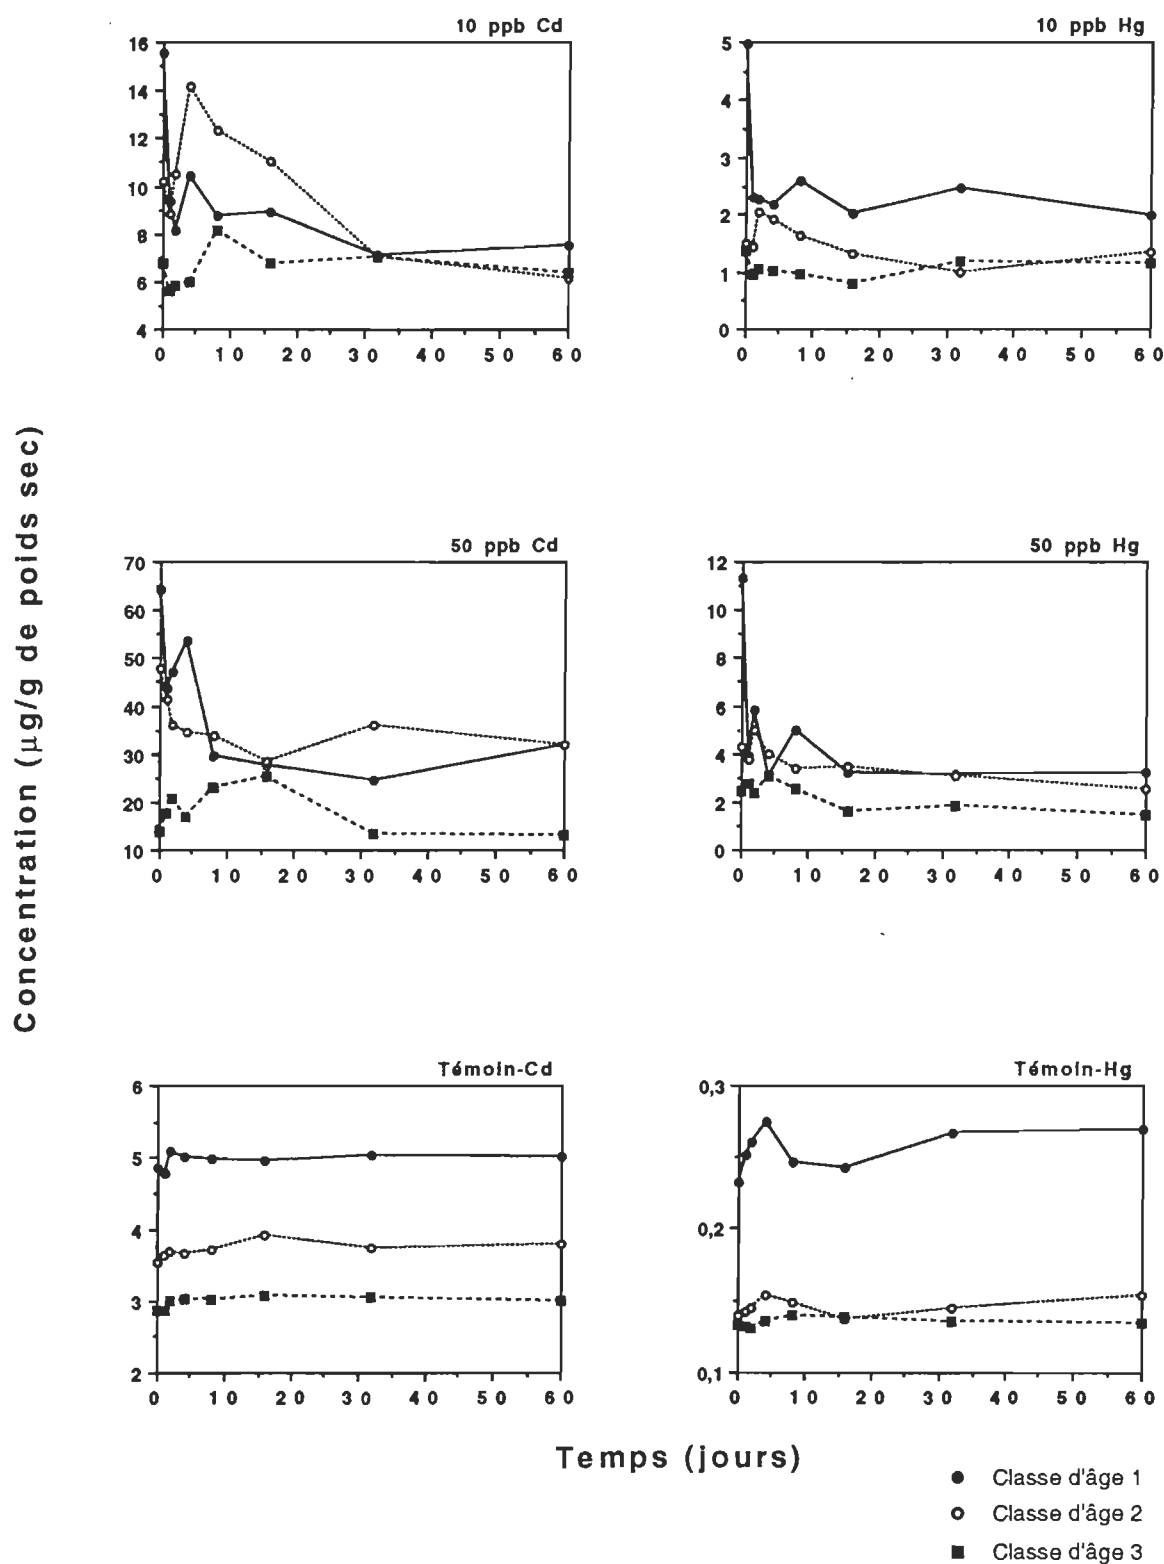 10 ppb Cd
16
14
12
10
8
6
4
0 10 20 30 40 50 60
10 ppb Hg
5
4
3
2
1
0
0 10 20 30 40 50 60
Concentration (µg/g de poids sec)
50 ppb Cd
70
60
50
40
30
20
10
0 10 20 30 40 50 60
50 ppb Hg
12
10
8
6
4
2
0
0 10 20 30 40 50 60
Témoin-Cd
6
5
4
3
2
0 10 20 30 40 50 60
Témoin-Hg
0,3
0,2
0,1
0 10 20 30 40 50 60
Temps (jours)
Classe d'âge 1
Classe d'âge 2
Classe d'âge 3